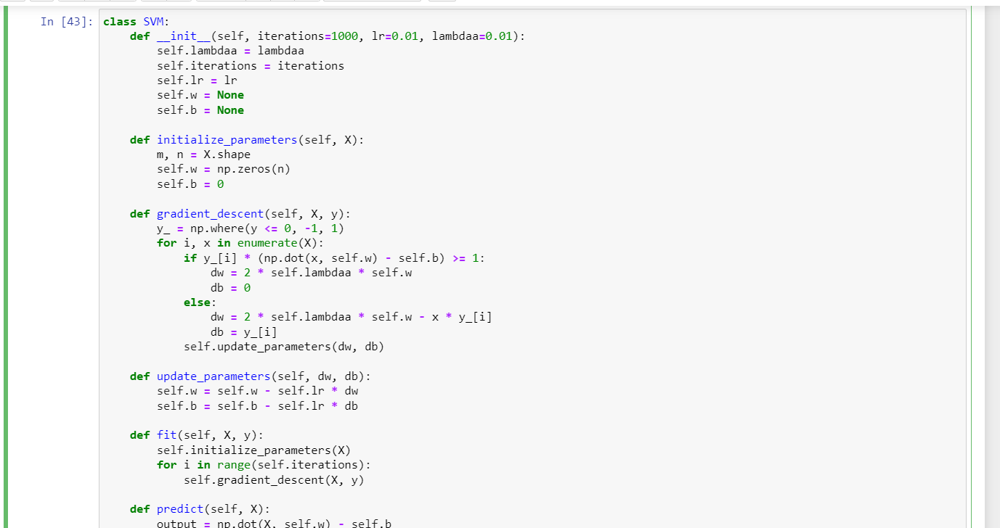 In [43]: class SVM:
    def __init__(self, iterations=1000, lr=0.01, lambdaa=0.01):
        self.lambdaa = lambdaa
        self.iterations = iterations
        self.lr = lr
        self.w = None
        self.b = None

    def initialize_parameters(self, X):
        m, n = X.shape
        self.w = np.zeros(n)
        self.b = 0

    def gradient_descent(self, X, y):
        y_ = np.where(y <= 0, -1, 1)
        for i, x in enumerate(X):
            if y_[i] * (np.dot(x, self.w) - self.b) >= 1:
                dw = 2 * self.lambdaa * self.w
                db = 0
            else:
                dw = 2 * self.lambdaa * self.w - x * y_[i]
                db = y_[i]
            self.update_parameters(dw, db)

    def update_parameters(self, dw, db):
        self.w = self.w - self.lr * dw
        self.b = self.b - self.lr * db

    def fit(self, X, y):
        self.initialize_parameters(X)
        for i in range(self.iterations):
            self.gradient_descent(X, y)

    def predict(self, X):
        output = np.dot(X, self.w) - self.b